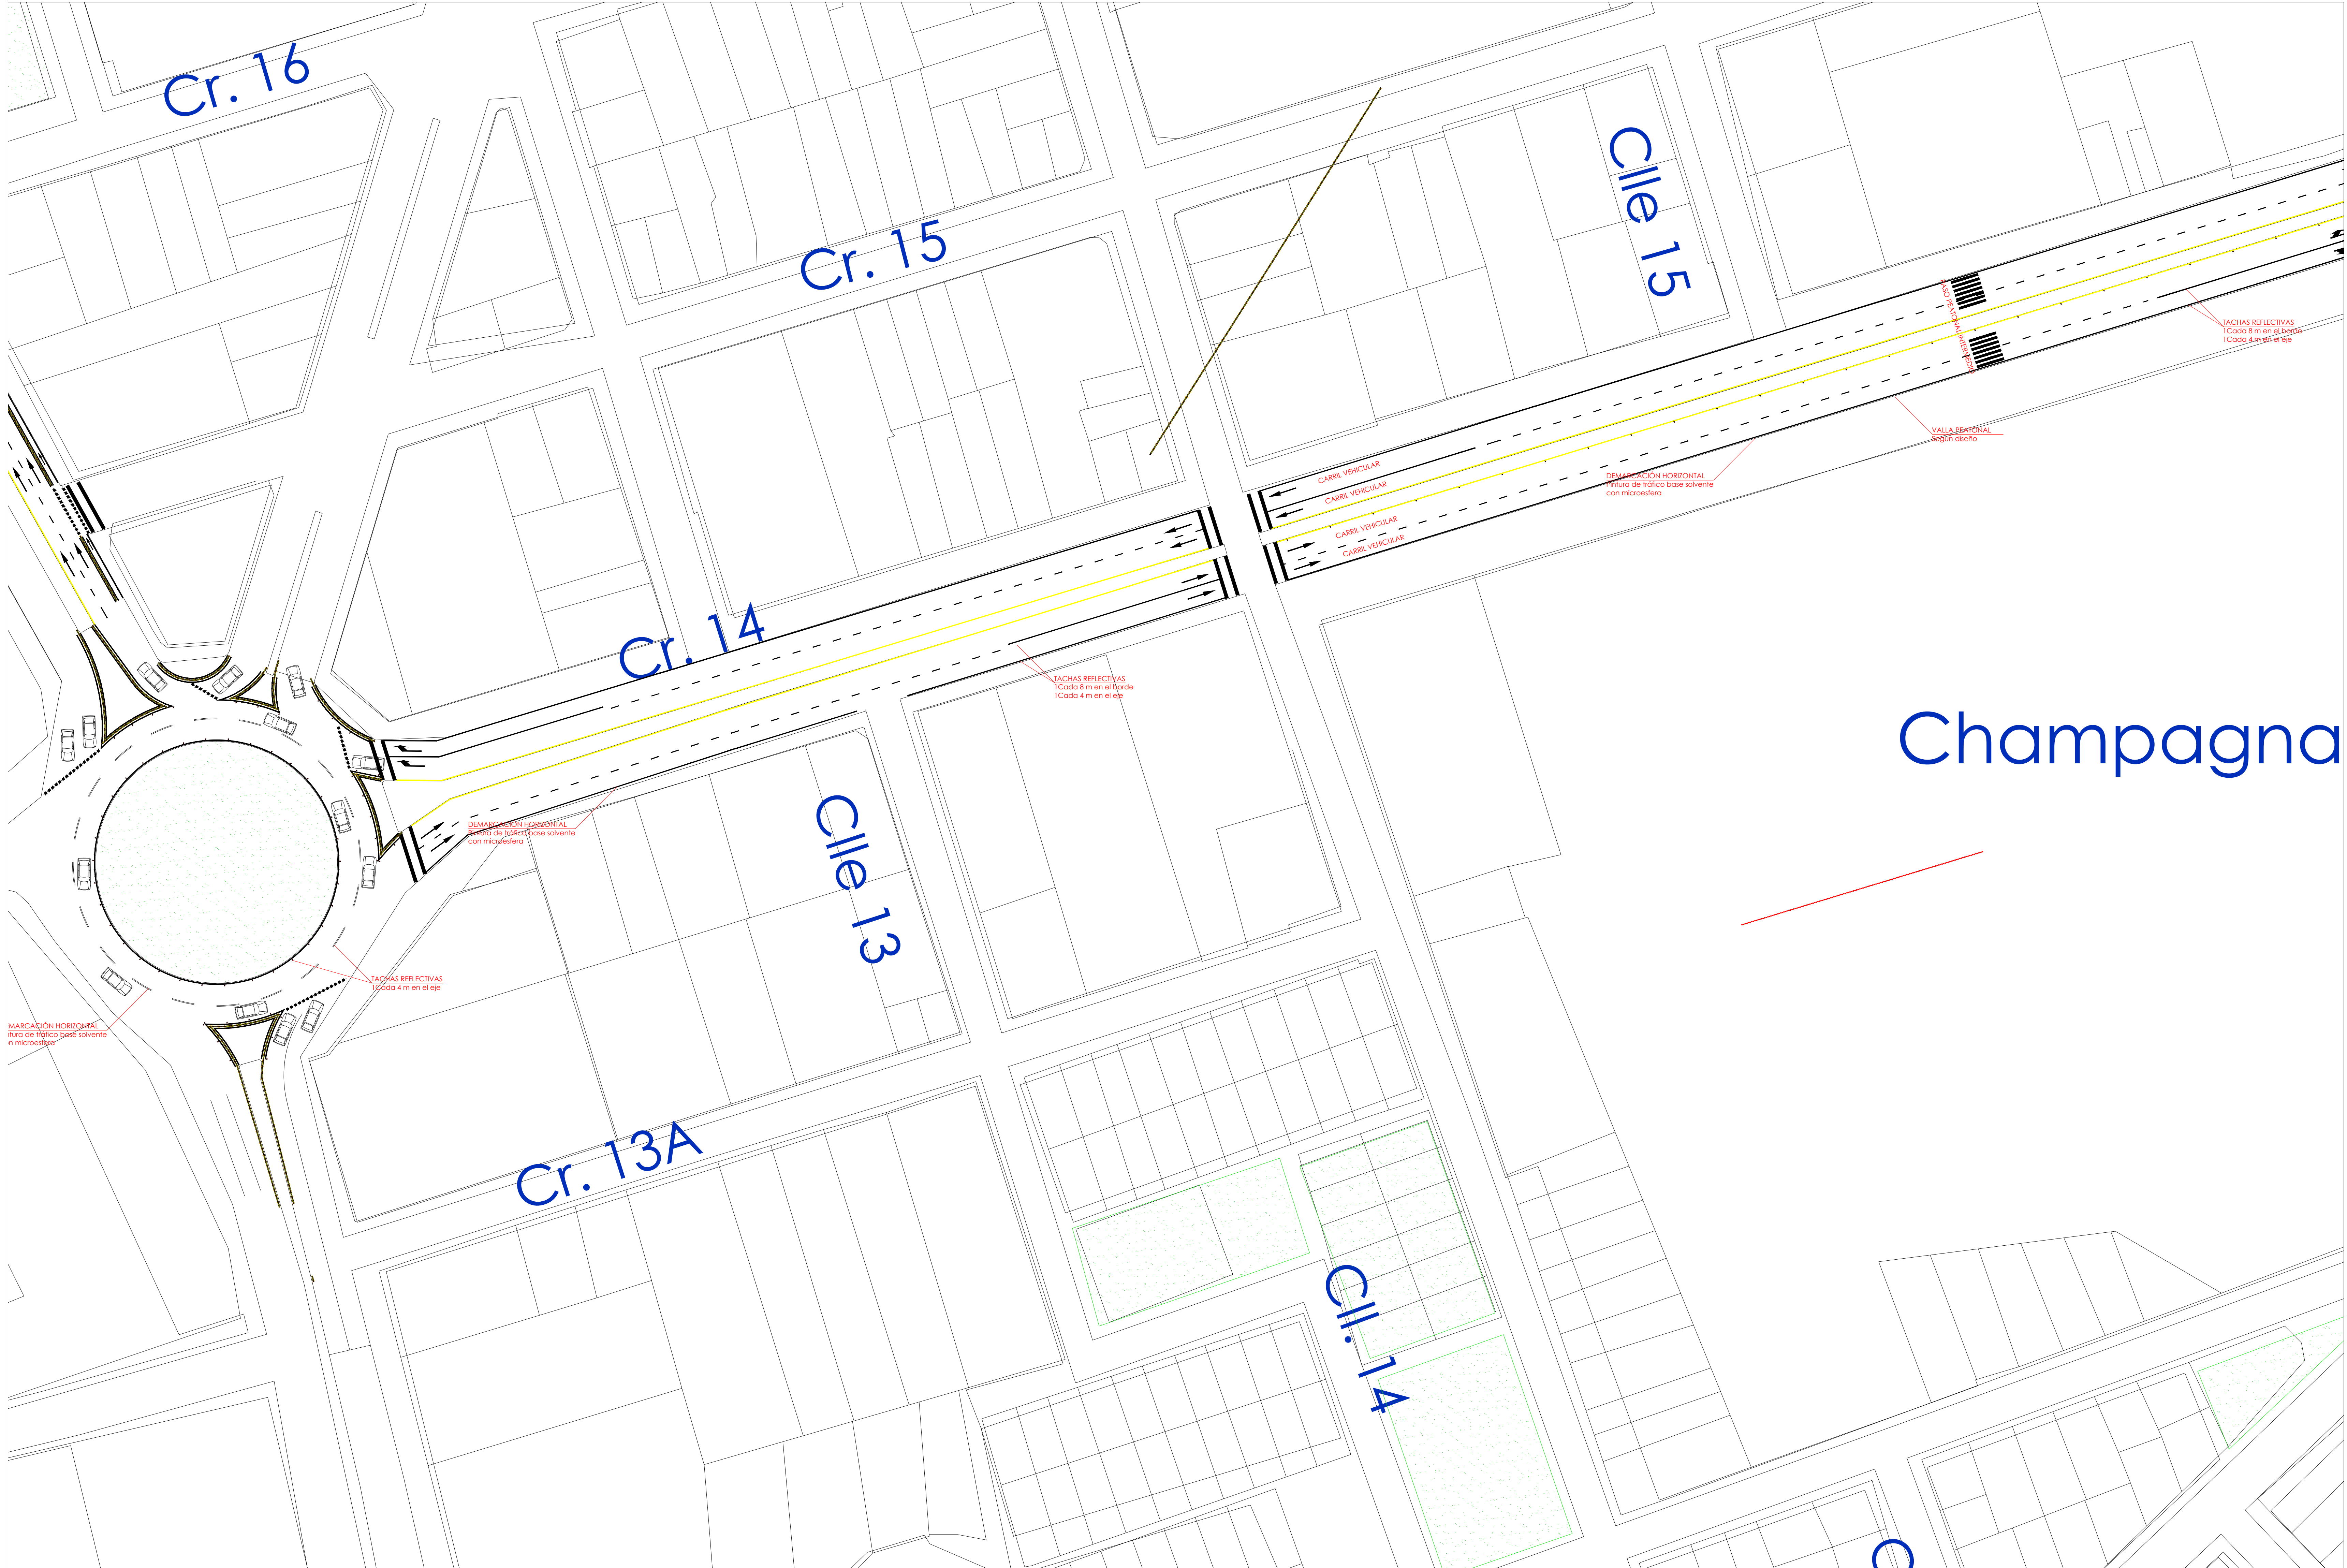 Cr. 16
Cr. 15
Clle 15
PASO PEATONAL INTERMEDIO
TACHAS REFLECTIVAS
1Cada 8 m en el borde
1Cada 4 m en el eje
VALLA PEATONAL
Según diseño
DEMARCACIÓN HORIZONTAL
Pintura de tráfico base solvente
con microesfera
CARRIL VEHICULAR
CARRIL VEHICULAR
CARRIL VEHICULAR
CARRIL VEHICULAR
Cr. 14
TACHAS REFLECTIVAS
1Cada 8 m en el borde
1Cada 4 m en el eje
Champagna
DEMARCACIÓN HORIZONTAL
Pintura de tráfico base solvente
con microesfera
Clle 13
TACHAS REFLECTIVAS
1Cada 4 m en el eje
MARCACIÓN HORIZONTAL
ntura de tráfico base solvente
n microesfera
Cr. 13A
Cll. 14